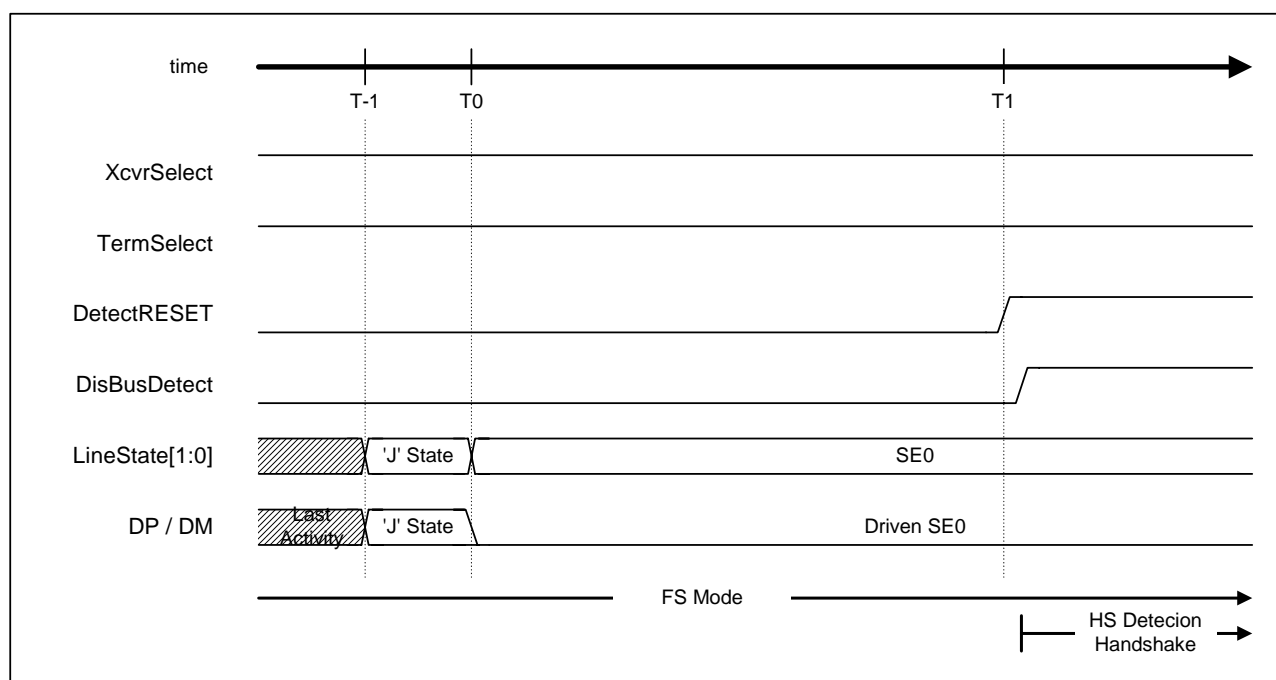 time
T-1
T0
T1
XcvrSelect
TermSelect
DetectRESET
DisBusDetect
LineState[1:0]
'J' State
SE0
DP / DM
Last
Activity
'J' State
Driven SE0
FS Mode
HS Detecion
Handshake